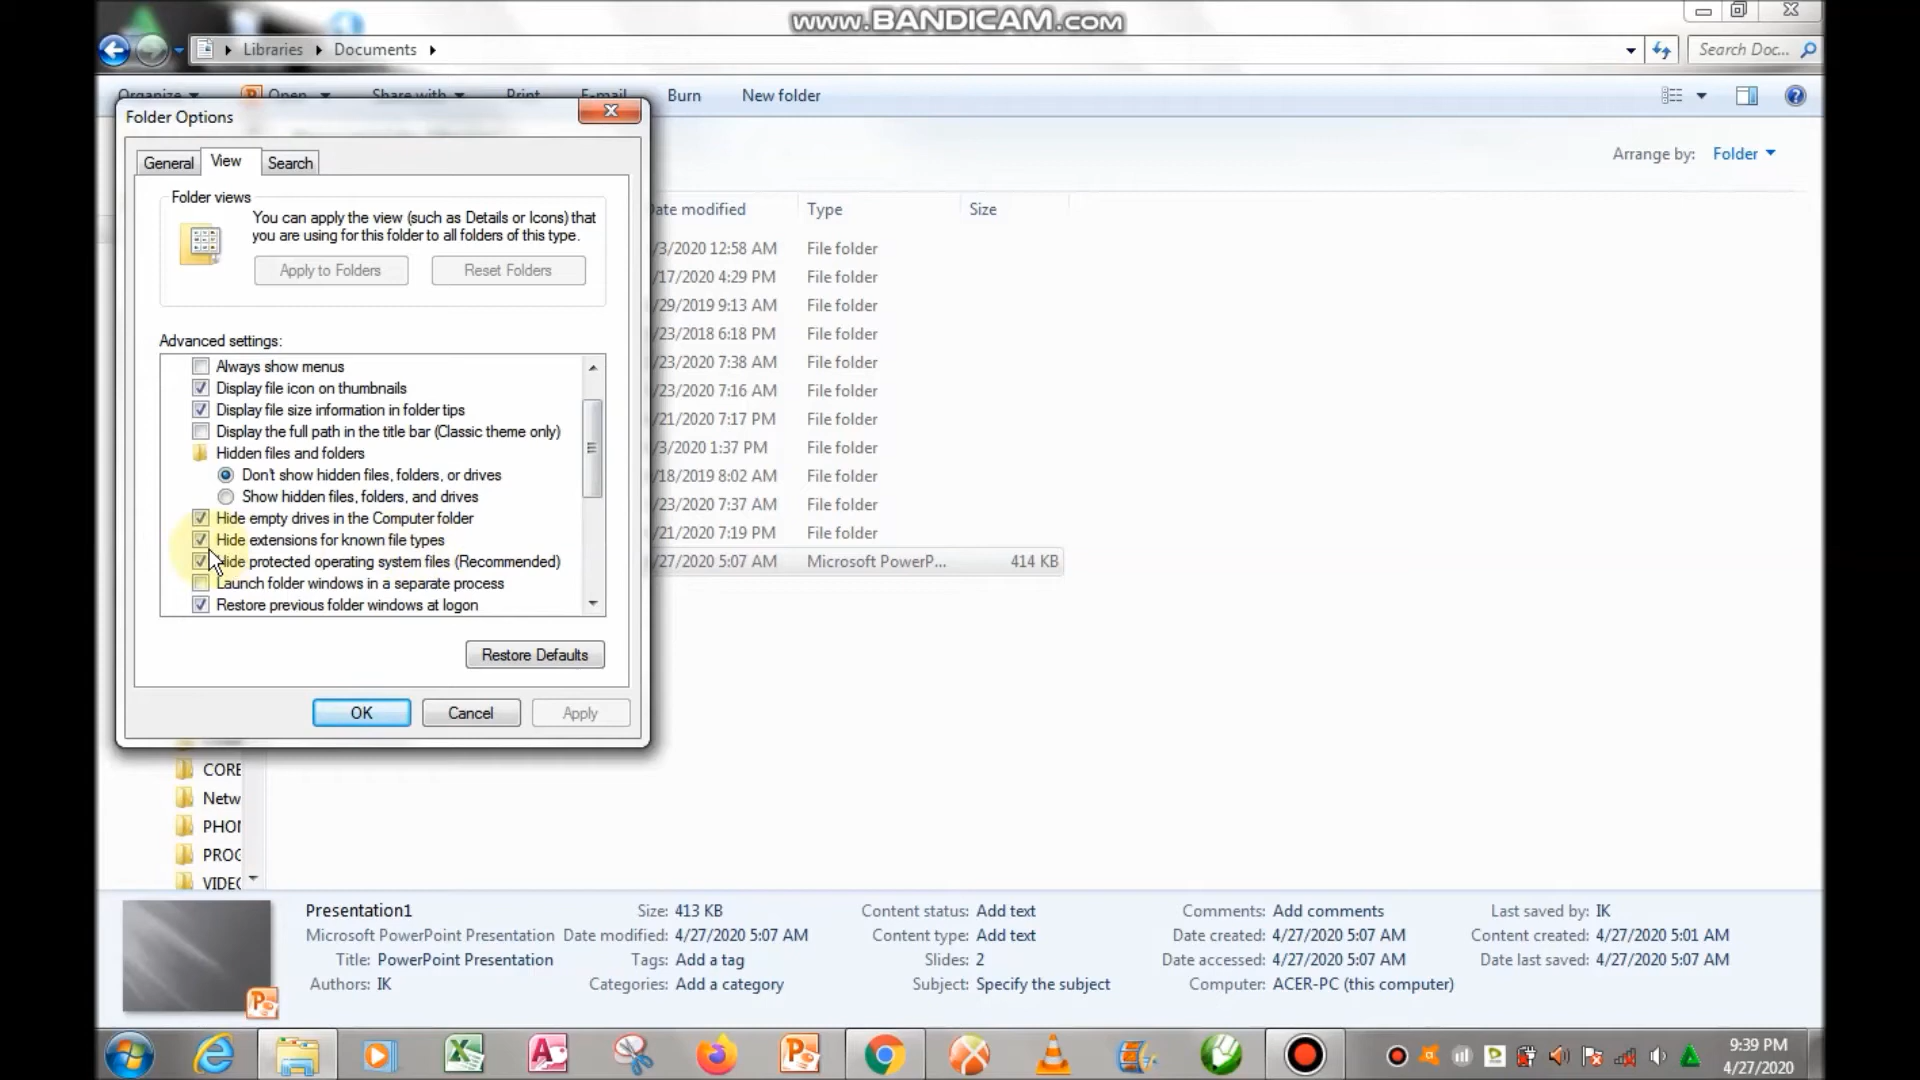 www.BANDICAM.com
Libraries
Documents
Search Doc...
Organize
Open
Share with
Print
E-mail
Burn
New folder
Folder Options
General
View
Search
Folder views
You can apply the view (such as Details or Icons) that
you are using for this folder to all folders of this type.
Apply to Folders
Reset Folders
Advanced settings:
Always show menus
Display file icon on thumbnails
Display file size information in folder tips
Display the full path in the title bar (Classic theme only)
Hidden files and folders
Don't show hidden files, folders, or drives
Show hidden files, folders, and drives
Hide empty drives in the Computer folder
Hide extensions for known file types
Hide protected operating system files (Recommended)
Launch folder windows in a separate process
Restore previous folder windows at logon
Restore Defaults
OK
Cancel
Apply
Arrange by: Folder
Date modified Type Size
/3/2020 12:58 AM File folder
/17/2020 4:29 PM File folder
/29/2019 9:13 AM File folder
/23/2018 6:18 PM File folder
/23/2020 7:38 AM File folder
/23/2020 7:16 AM File folder
/21/2020 7:17 PM File folder
/3/2020 1:37 PM File folder
/18/2019 8:02 AM File folder
/23/2020 7:37 AM File folder
/21/2020 7:19 PM File folder
/27/2020 5:07 AM Microsoft PowerP... 414 KB
CORE
Netw
PHON
PROG
VIDEO
Presentation1
Microsoft PowerPoint Presentation
Title: PowerPoint Presentation
Authors: IK
Size: 413 KB
Date modified: 4/27/2020 5:07 AM
Tags: Add a tag
Categories: Add a category
Content status: Add text
Content type: Add text
Slides: 2
Subject: Specify the subject
Comments: Add comments
Date created: 4/27/2020 5:07 AM
Date accessed: 4/27/2020 5:07 AM
Computer: ACER-PC (this computer)
Last saved by: IK
Content created: 4/27/2020 5:01 AM
Date last saved: 4/27/2020 5:07 AM
9:39 PM
4/27/2020